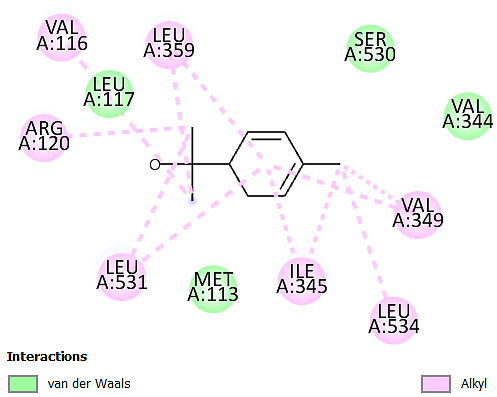 VAL
A:116
LEU
A:359
SER
A:530
LEU
A:117
VAL
A:344
ARG
A:120
O
VAL
A:349
LEU
A:531
MET
A:113
ILE
A:345
LEU
A:534
Interactions
van der Waals
Alkyl